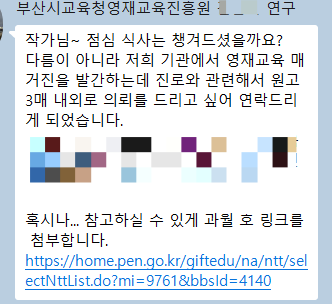 부산시교육청영재교육진흥원 연구
작가님~ 점심 식사는 챙겨드셨을까요?
다름이 아니라 저희 기관에서 영재교육 매
거진을 발간하는데 진로와 관련해서 원고
3매 내외로 의뢰를 드리고 싶어 연락드리
게 되었습니다.
혹시나... 참고하실 수 있게 과월 호 링크를
첨부합니다.
https://home.pen.go.kr/giftedu/na/ntt/sel
ectNttList.do?mi=9761&bbsId=4140